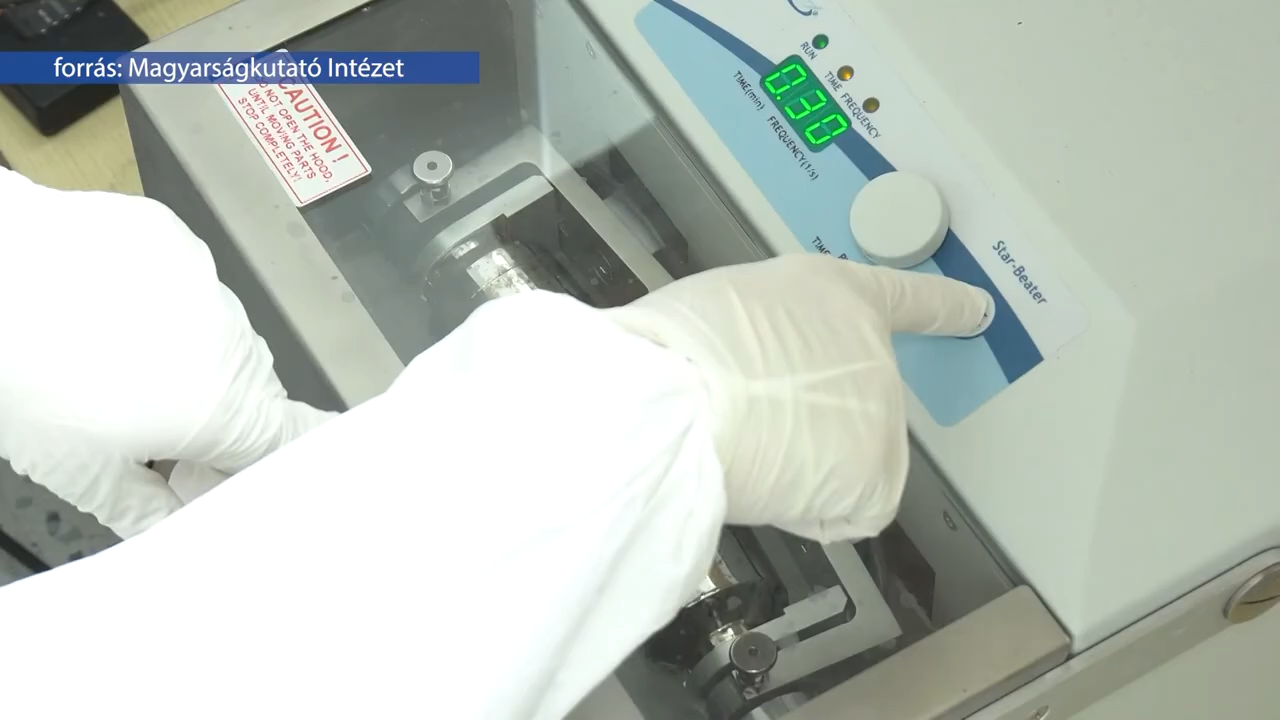 forrás: Magyarságkutató Intézet
CAUTION !
DO NOT OPEN THE HOOD,
UNTIL MOVING PARTS
STOP COMPLETELY!
RUN
TIME
FREQUENCY
0.30
TIME(min)
FREQUENCY(1/s)
TIME
Star-Beater